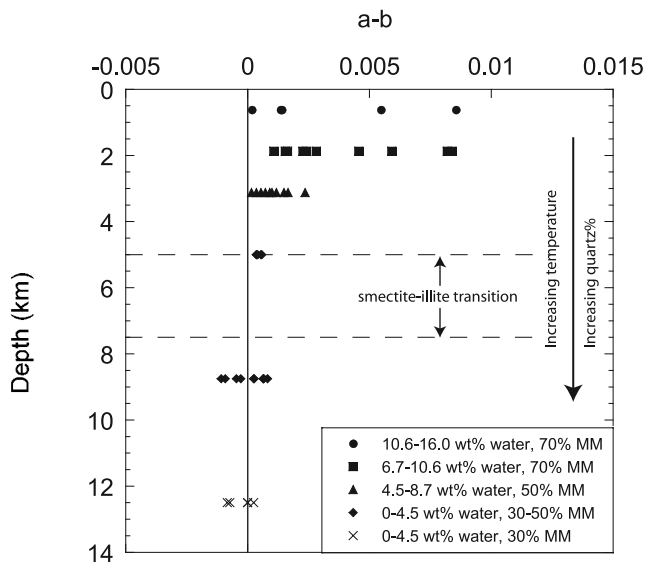 a-b
-0.005 0 0.005 0.01 0.015
0
2
4
6
8
10
12
14
Depth (km)
smectite-illite transition
Increasing temperature
Increasing quartz%
10.6-16.0 wt% water, 70% MM
6.7-10.6 wt% water, 70% MM
4.5-8.7 wt% water, 50% MM
0-4.5 wt% water, 30-50% MM
0-4.5 wt% water, 30% MM